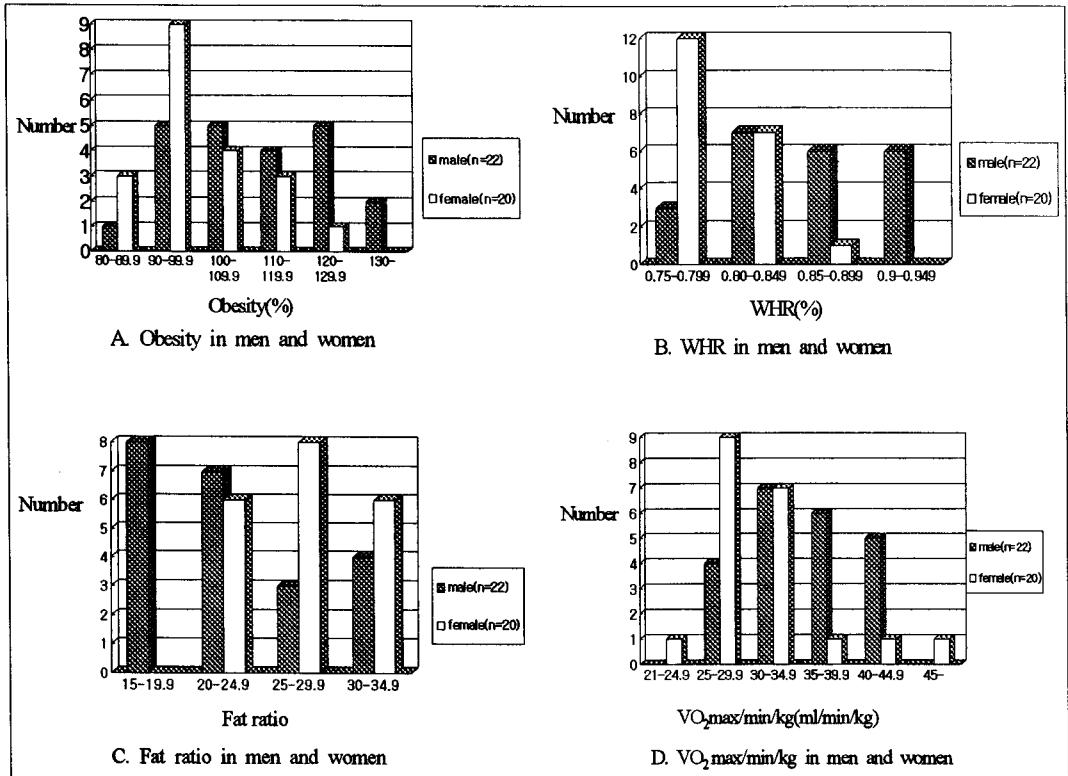 9
8
7
6
5
4
3
2
1
0
Number
80-89.9 90-99.9 100-109.9 110-119.9 120-129.9 130-
Obesity(%)
male(n=22)
female(n=20)
A. Obesity in men and women
12
10
8
6
4
2
0
Number
0.75-0.799 0.80-0.849 0.85-0.899 0.9-0.949
WHR(%)
male(n=22)
female(n=20)
B. WHR in men and women
8
7
6
5
4
3
2
1
0
Number
15-19.9 20-24.9 25-29.9 30-34.9
Fat ratio
male(n=22)
female(n=20)
C. Fat ratio in men and women
9
8
7
6
5
4
3
2
1
0
Number
21-24.9 25-29.9 30-34.9 35-39.9 40-44.9 45-
VO₂max/min/kg(ml/min/kg)
male(n=22)
female(n=20)
D. VO₂max/min/kg in men and women